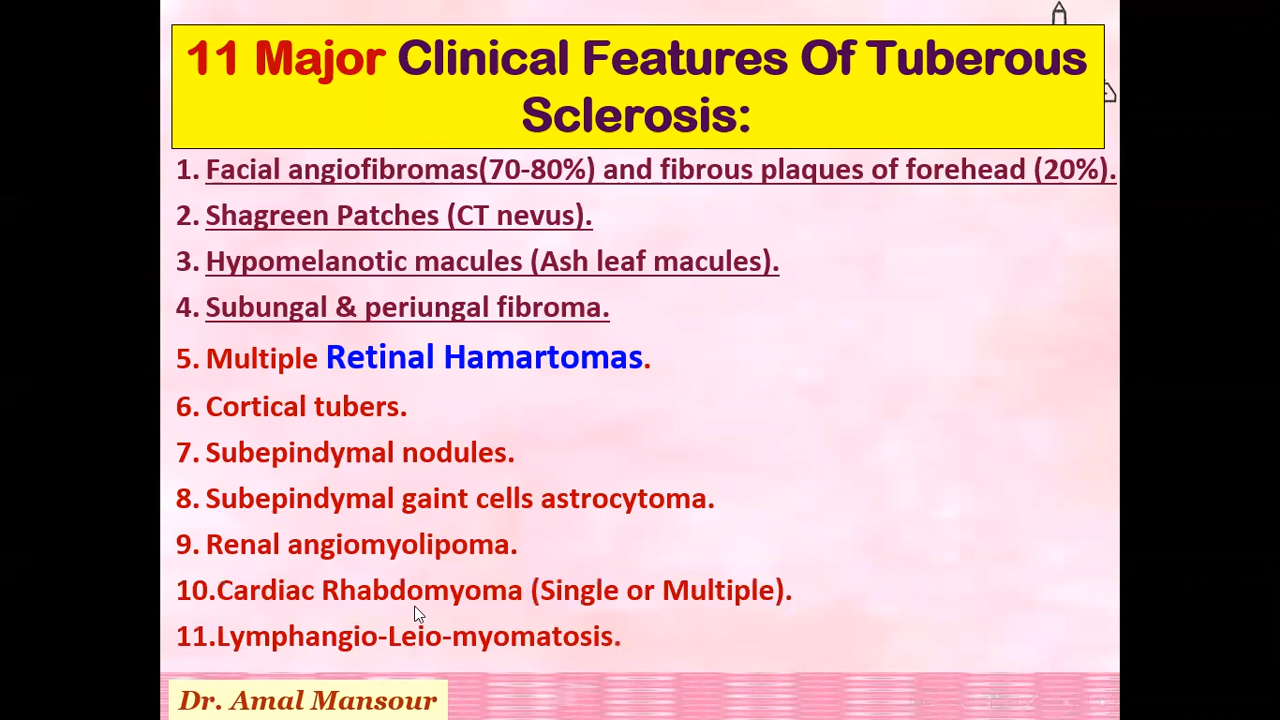 11 Major Clinical Features Of Tuberous
Sclerosis:
1. Facial angiofibromas(70-80%) and fibrous plaques of forehead (20%).
2. Shagreen Patches (CT nevus).
3. Hypomelanotic macules (Ash leaf macules).
4. Subungal & periungal fibroma.
5. Multiple Retinal Hamartomas.
6. Cortical tubers.
7. Subepindymal nodules.
8. Subepindymal gaint cells astrocytoma.
9. Renal angiomyolipoma.
10.Cardiac Rhabdomyoma (Single or Multiple).
11.Lymphangio-Leio-myomatosis.
Dr. Amal Mansour